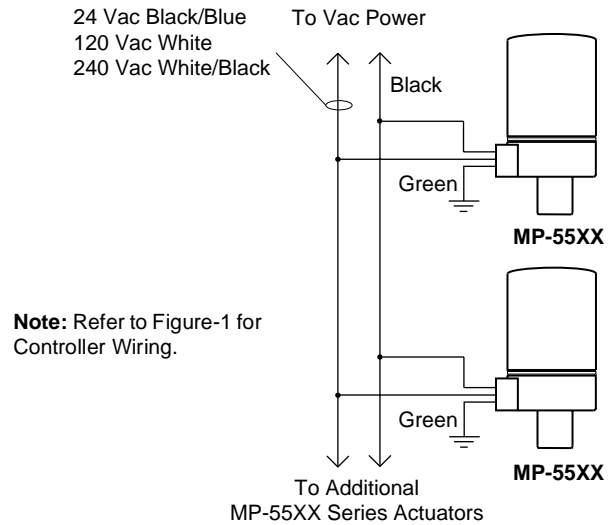 24 Vac Black/Blue
120 Vac White
240 Vac White/Black
To Vac Power
Black
Green
MP-55XX
Note: Refer to Figure-1 for
Controller Wiring.
Green
MP-55XX
To Additional
MP-55XX Series Actuators